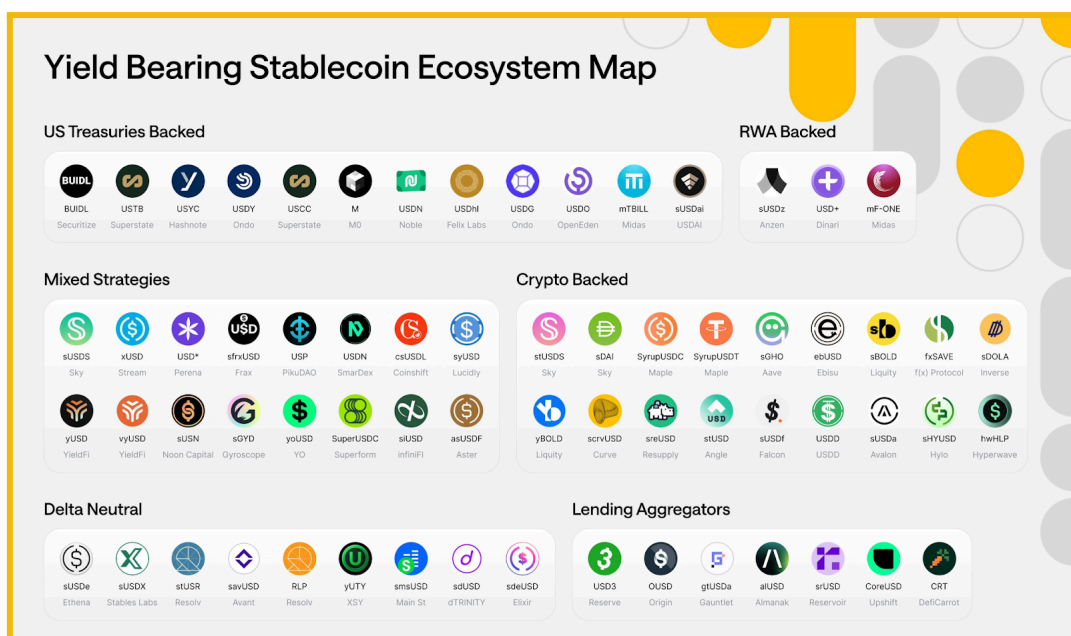 Yield Bearing Stablecoin Ecosystem Map
US Treasuries Backed
BUIDL
BUIDL USTB USYC USDY USCC M USDN USDhl USDG USDO mTBILL sUSDai
Securitize Superstate Hashnote Ondo Superstate M0 Noble Felix Labs Ondo OpenEden Midas USDAI
RWA Backed
sUSDz USD+ mF-ONE
Anzen Dinari Midas
Mixed Strategies
USD
sUSDS xUSD USD* sfrxUSD USP USDN csUSDL syUSD
Sky Stream Perena Frax PikuDAO SmarDex Coinshift Lucidly
yUSD vyUSD sUSN sGYD yoUSD SuperUSDC siUSD asUSDF
YieldFi YieldFi Noon Capital Gyroscope YO Superform infiniFI Aster
Crypto Backed
sb
stUSDS sDAI SyrupUSDC SyrupUSDT sGHO ebUSD sBOLD fxSAVE sDOLA
Sky Sky Maple Maple Aave Ebisu Liquity f(x) Protocol Inverse
USD
yBOLD scrvUSD sreUSD stUSD sUSDf USDD sUSDa sHYUSD hwHLP
Liquity Curve Resupply Angle Falcon USDD Avalon Hylo Hyperwave
Delta Neutral
sUSDe sUSDX stUSR savUSD RLP yUTY smsUSD sdUSD sdeUSD
Ethena Stables Labs Resolv Avant Resolv XSY Main St dTRINITY Elixir
Lending Aggregators
USD3 OUSD gtUSDa alUSD srUSD CoreUSD CRT
Reserve Origin Gauntlet Almanak Reservoir Upshift DefiCarrot